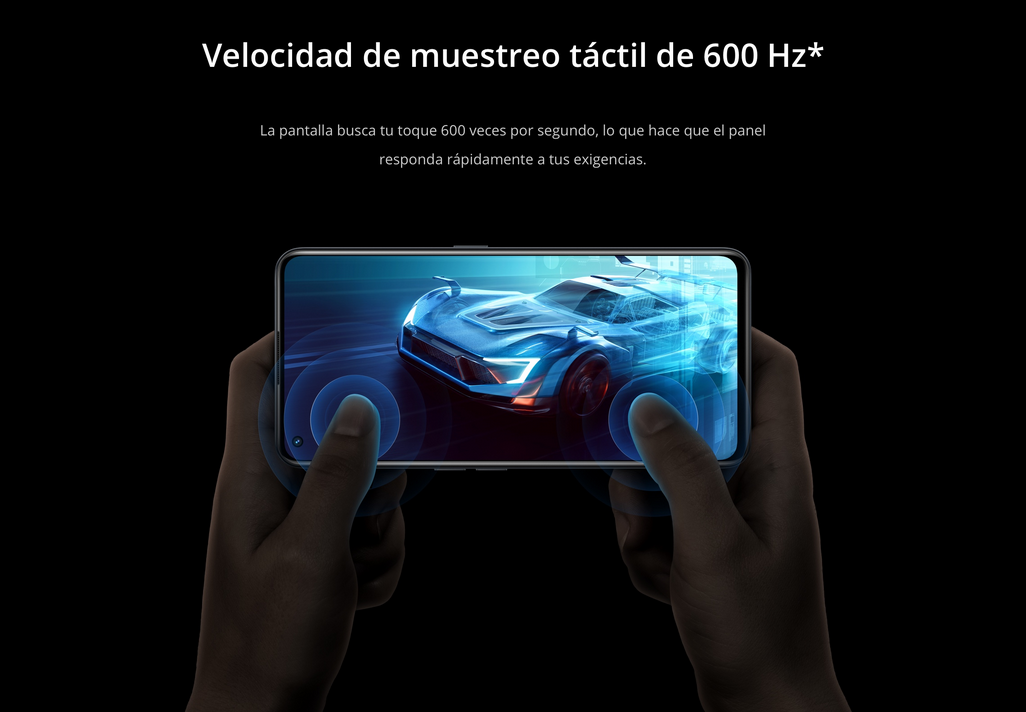 Velocidad de muestreo táctil de 600 Hz*
La pantalla busca tu toque 600 veces por segundo, lo que hace que el panel
responda rápidamente a tus exigencias.